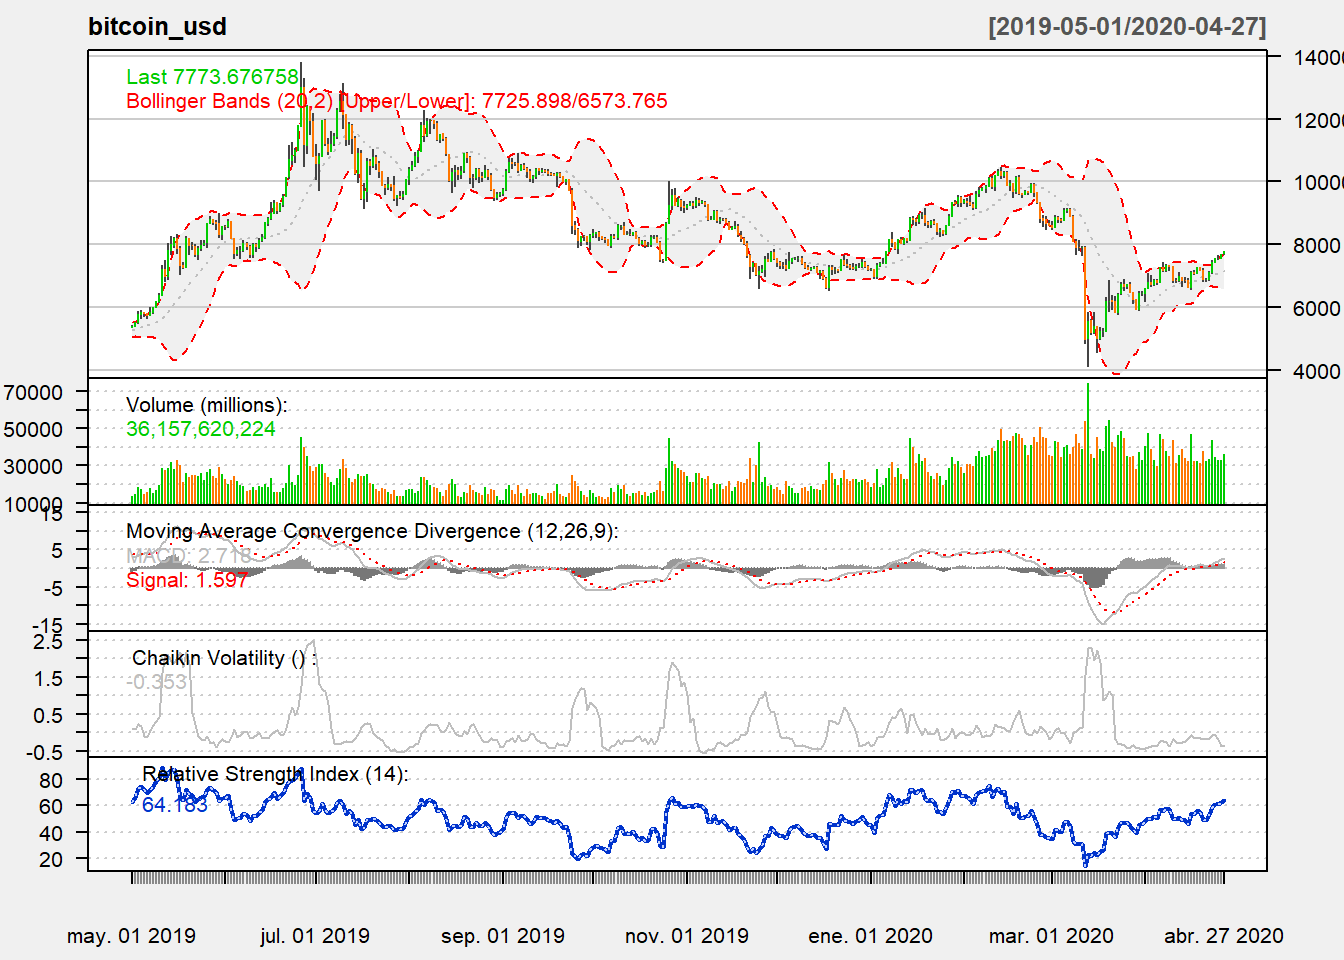 bitcoin_usd [2019-05-01/2020-04-27]
Last 7773.676758
Bollinger Bands (20,2) [Upper/Lower]: 7725.898/6573.765
14000
12000
10000
8000
6000
4000
Volume (millions):
36,157,620,224
70000
50000
30000
10000
Moving Average Convergence Divergence (12,26,9):
MACD: 2.718
Signal: 1.597
15
5
-5
-15
Chaikin Volatility () :
-0.353
2.5
1.5
0.5
-0.5
Relative Strength Index (14):
64.183
80
60
40
20
may. 01 2019 jul. 01 2019 sep. 01 2019 nov. 01 2019 ene. 01 2020 mar. 01 2020 abr. 27 2020